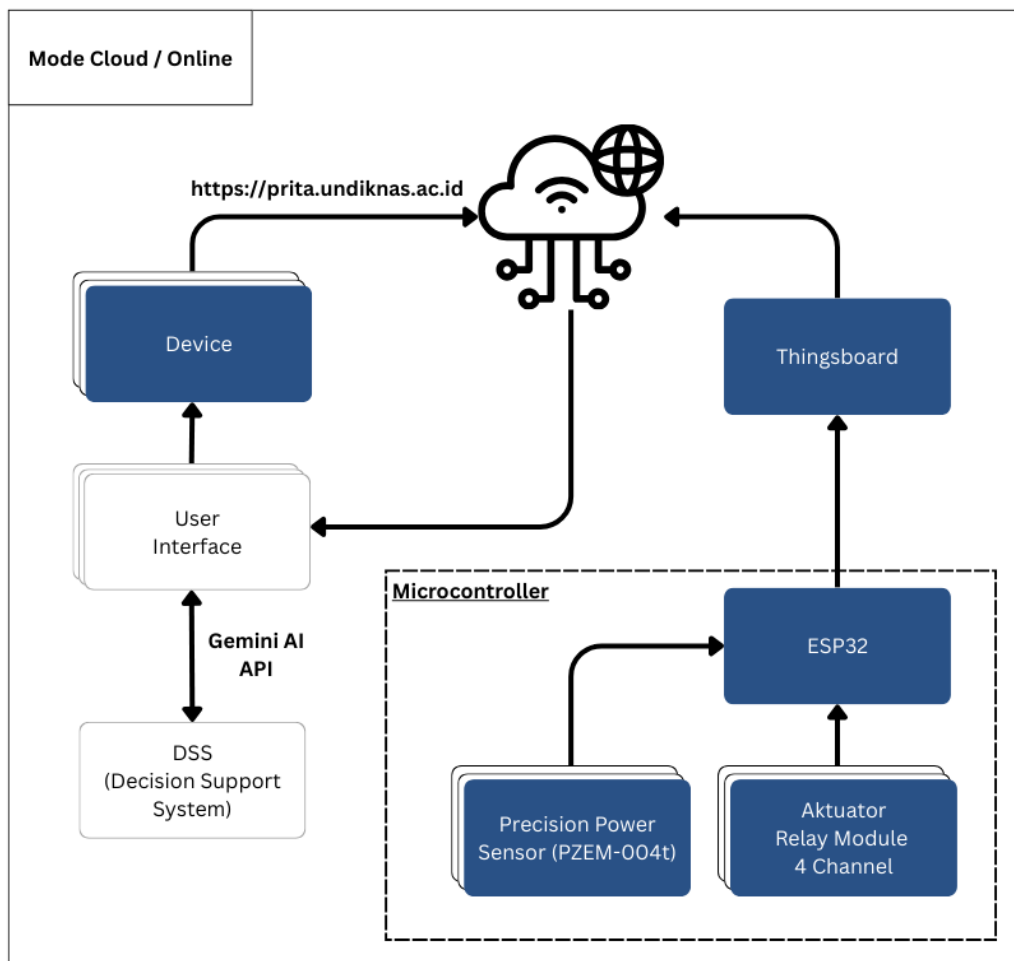 Mode Cloud / Online
https://prita.undiknas.ac.id
Device
Thingsboard
User
Interface
Microcontroller
ESP32
Gemini AI
API
DSS
(Decision Support
System)
Precision Power
Sensor (PZEM-004t)
Aktuator
Relay Module
4 Channel